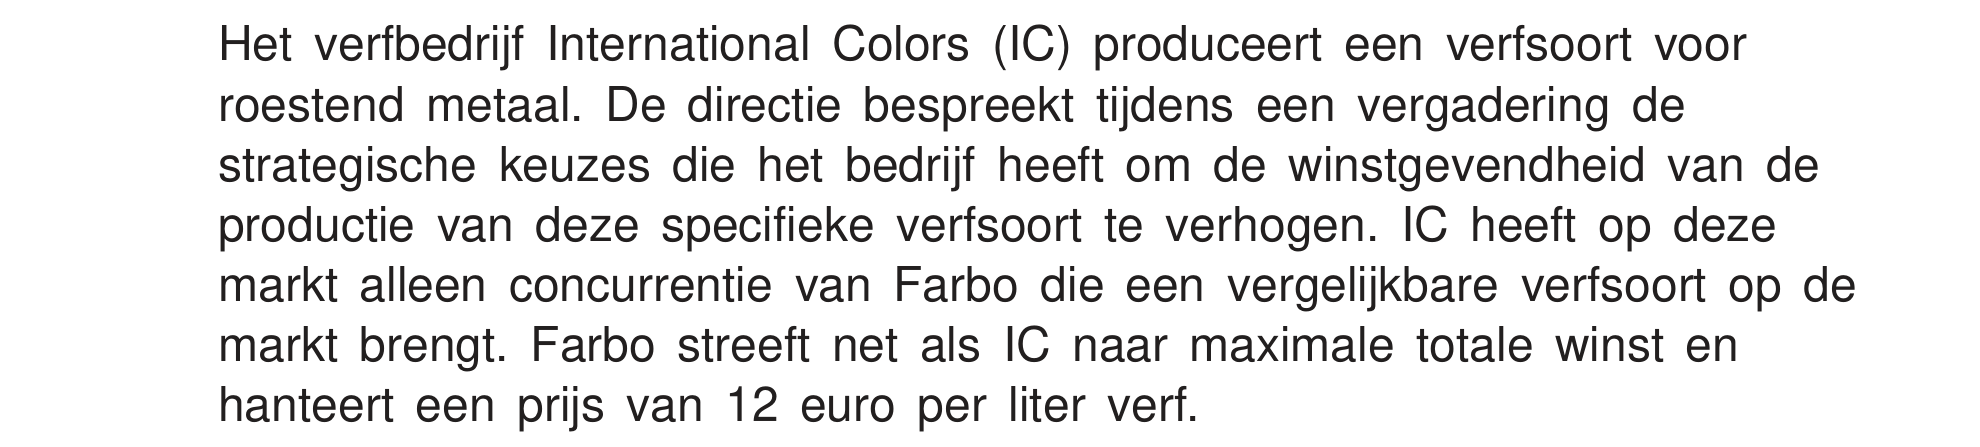 Het verfbedrijf International Colors (IC) produceert een verfsoort voor
roestend metaal. De directie bespreekt tijdens een vergadering de
strategische keuzes die het bedrijf heeft om de winstgevendheid van de
productie van deze specifieke verfsoort te verhogen. IC heeft op deze
markt alleen concurrentie van Farbo die een vergelijkbare verfsoort op de
markt brengt. Farbo streeft net als IC naar maximale totale winst en
hanteert een prijs van 12 euro per liter verf.